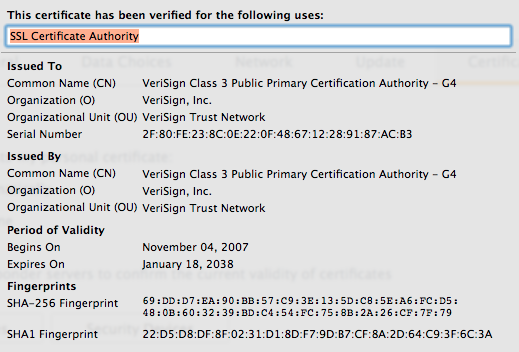 This certificate has been verified for the following uses:
SSL Certificate Authority
Issued To
Common Name (CN) VeriSign Class 3 Public Primary Certification Authority - G4
Organization (O) VeriSign, Inc.
Organizational Unit (OU) VeriSign Trust Network
Serial Number 2F:80:FE:23:8C:0E:22:0F:48:67:12:28:91:87:AC:B3
Issued By
Common Name (CN) VeriSign Class 3 Public Primary Certification Authority - G4
Organization (O) VeriSign, Inc.
Organizational Unit (OU) VeriSign Trust Network
Period of Validity
Begins On November 04, 2007
Expires On January 18, 2038
Fingerprints
SHA-256 Fingerprint 69:DD:D7:EA:90:BB:57:C9:3E:13:5D:C8:5E:A6:FC:D5:
48:0B:60:32:39:BD:C4:54:FC:75:8B:2A:26:CF:7F:79
SHA1 Fingerprint 22:D5:D8:DF:8F:02:31:D1:8D:F7:9D:B7:CF:8A:2D:64:C9:3F:6C:3A